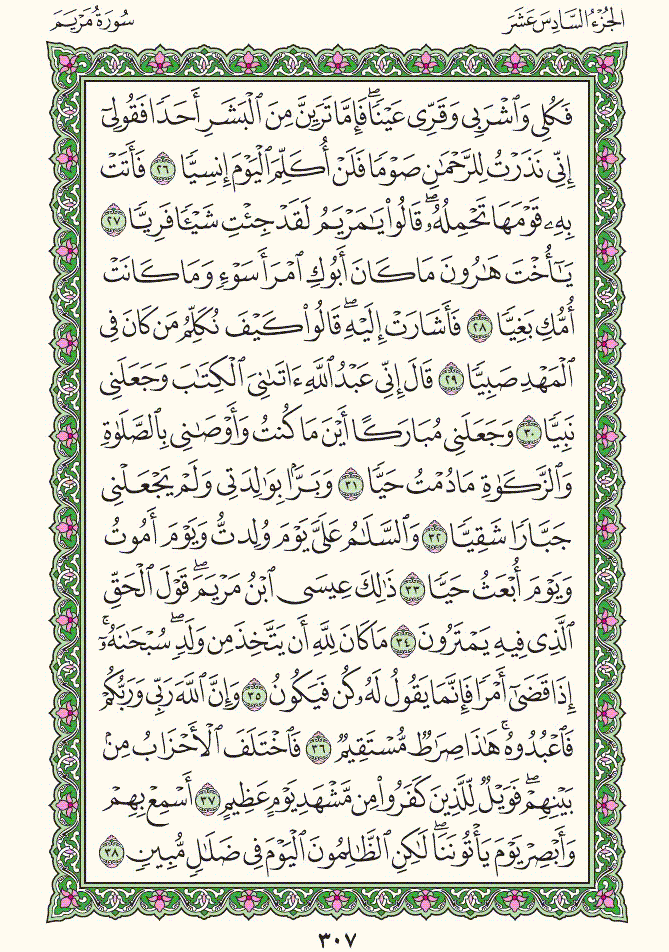 الجزء السادس عشر
سورة مريم
فَكُلِى وَٱشْرَبِى وَقَرِّى عَيْنًاۖ فَإِمَّا تَرَيِنَّ مِنَ ٱلْبَشَرِ أَحَدًا فَقُولِىٓ
إِنِّى نَذَرْتُ لِلرَّحْمَٰنِ صَوْمًا فَلَنْ أُكَلِّمَ ٱلْيَوْمَ إِنسِيًّا ٢٦ فَأَتَتْ
بِهِۦ قَوْمَهَا تَحْمِلُهُۥۖ قَالُوا۟ يَٰمَرْيَمُ لَقَدْ جِئْتِ شَيْـًٔا فَرِيًّا ٢٧
يَٰٓأُخْتَ هَٰرُونَ مَا كَانَ أَبُوكِ ٱمْرَأَ سَوْءٍ وَمَا كَانَتْ
أُمُّكِ بَغِيًّا ٢٨ فَأَشَارَتْ إِلَيْهِۖ قَالُوا۟ كَيْفَ نُكَلِّمُ مَن كَانَ فِى
ٱلْمَهْدِ صَبِيًّا ٢٩ قَالَ إِنِّى عَبْدُ ٱللَّهِ ءَاتَىٰنِىَ ٱلْكِتَٰبَ وَجَعَلَنِى
نَبِيًّا ٣٠ وَجَعَلَنِى مُبَارَكًا أَيْنَ مَا كُنتُ وَأَوْصَٰنِى بِٱلصَّلَوٰةِ
وَٱلزَّكَوٰةِ مَا دُمْتُ حَيًّا ٣١ وَبَرًّۢا بِوَٰلِدَتِى وَلَمْ يَجْعَلْنِى
جَبَّارًا شَقِيًّا ٣٢ وَٱلسَّلَٰمُ عَلَىَّ يَوْمَ وُلِدتُّ وَيَوْمَ أَمُوتُ
وَيَوْمَ أُبْعَثُ حَيًّا ٣٣ ذَٰلِكَ عِيسَى ٱبْنُ مَرْيَمَۖ قَوْلَ ٱلْحَقِّ
ٱلَّذِى فِيهِ يَمْتَرُونَ ٣٤ مَا كَانَ لِلَّهِ أَن يَتَّخِذَ مِن وَلَدٍۖ سُبْحَٰنَهُۥٓۚ
إِذَا قَضَىٰٓ أَمْرًا فَإِنَّمَا يَقُولُ لَهُۥ كُن فَيَكُونُ ٣٥ وَإِنَّ ٱللَّهَ رَبِّى وَرَبُّكُمْ
فَٱعْبُدُوهُۚ هَٰذَا صِرَٰطٌ مُّسْتَقِيمٌ ٣٦ فَٱخْتَلَفَ ٱلْأَحْزَابُ مِنۢ
بَيْنِهِمْۖ فَوَيْلٌ لِّلَّذِينَ كَفَرُوا۟ مِن مَّشْهَدِ يَوْمٍ عَظِيمٍ ٣٧ أَسْمِعْ بِهِمْ
وَأَبْصِرْ يَوْمَ يَأْتُونَنَاۖ لَٰكِنِ ٱلظَّٰلِمُونَ ٱلْيَوْمَ فِى ضَلَٰلٍ مُّبِينٍ ٣٨
٣٠٧